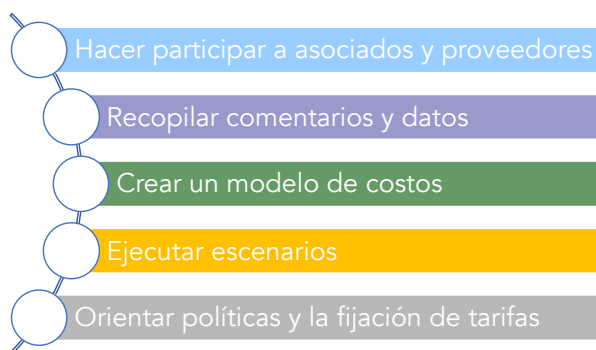 Hacer participar a asociados y proveedores
Recopilar comentarios y datos
Crear un modelo de costos
Ejecutar escenarios
Orientar políticas y la fijación de tarifas